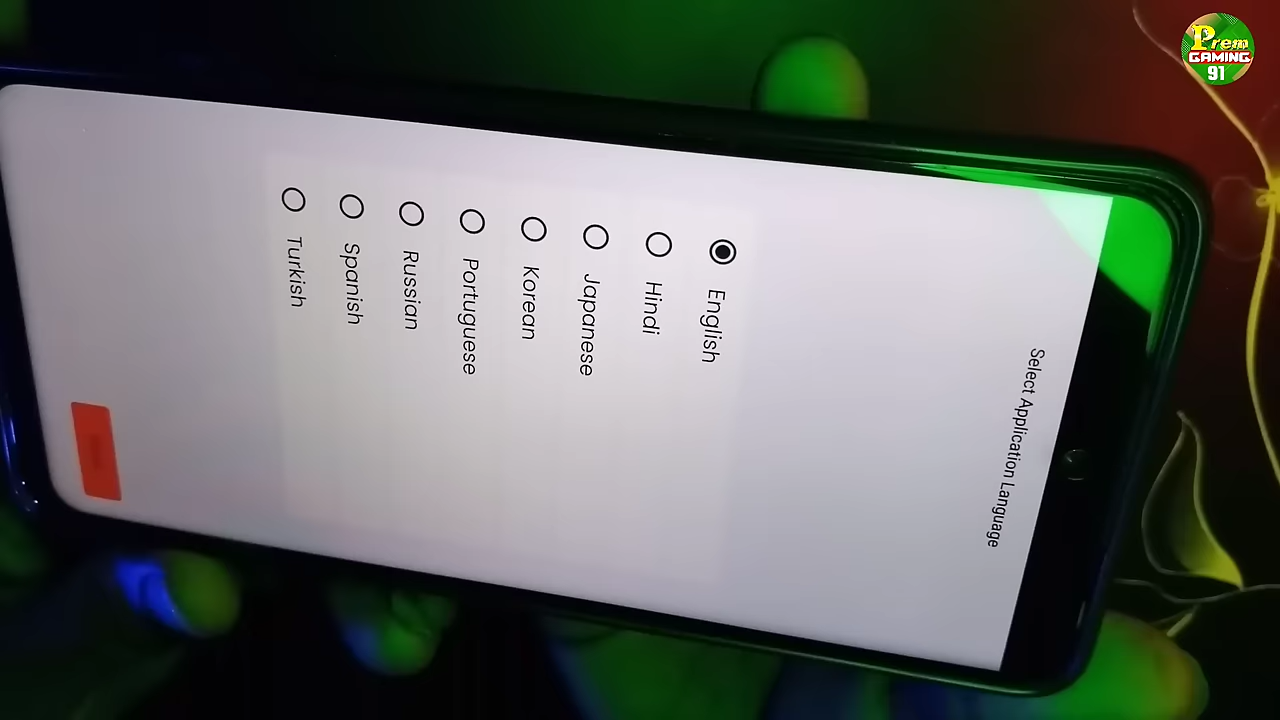 Select Application Language
English
Hindi
Japanese
Korean
Portuguese
Russian
Spanish
Turkish
Prem
GAMING
91